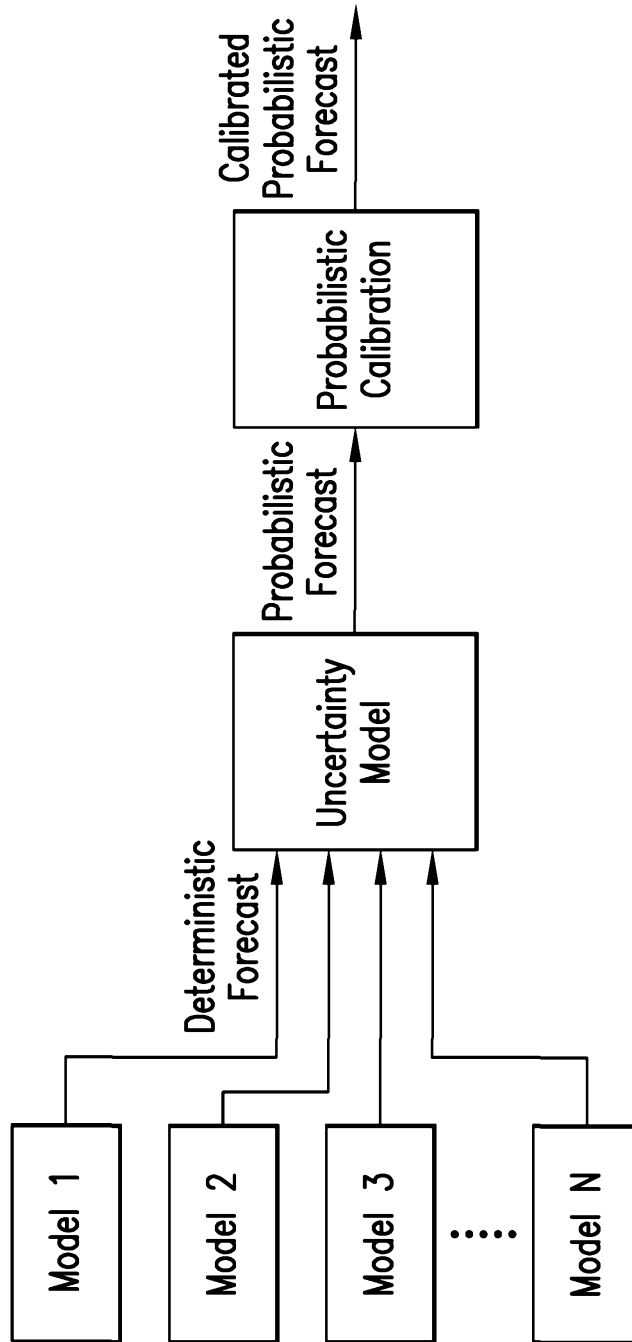 Model 1
Model 2
Model 3
Model N
Deterministic
Forecast
Uncertainty
Model
Probabilistic
Forecast
Probabilistic
Calibration
Calibrated
Probabilistic
Forecast